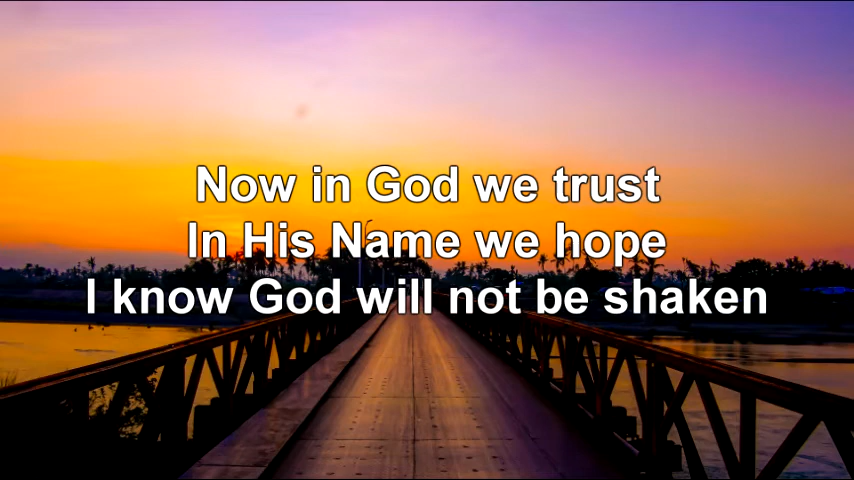 Now in God we trust
In His Name we hope
I know God will not be shaken